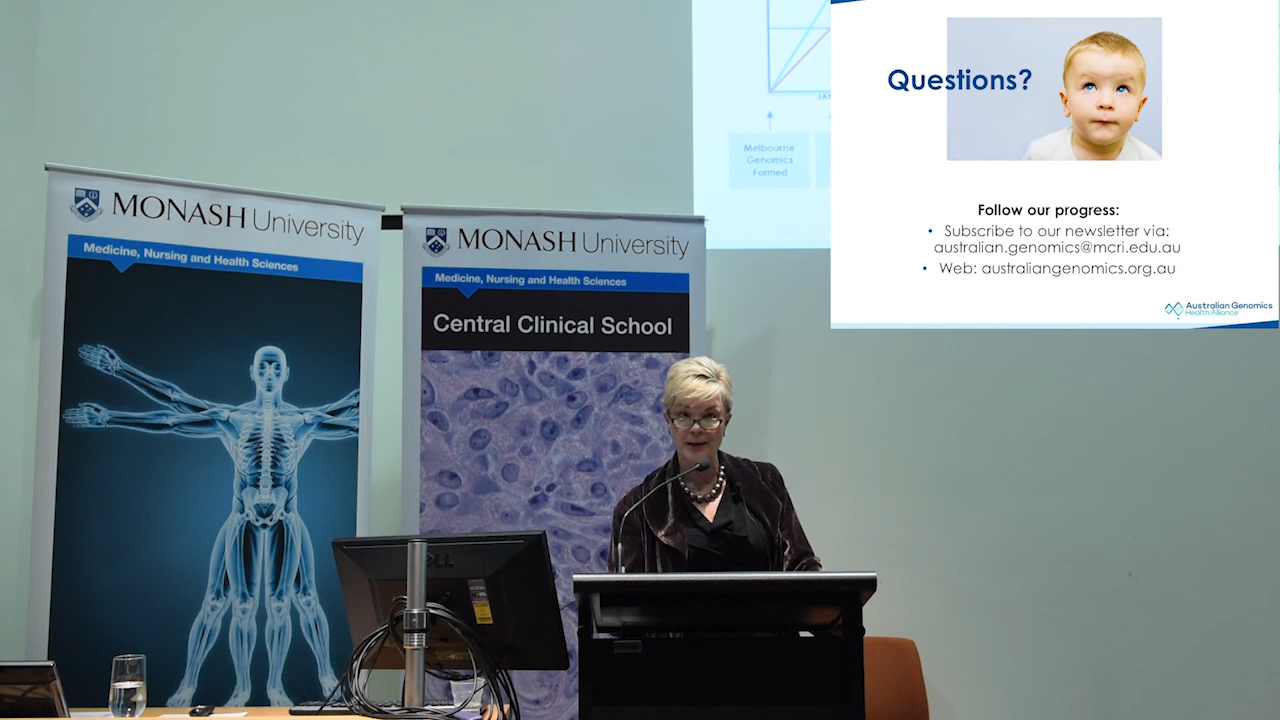 MONASH University
Medicine, Nursing and Health Sciences
MONASH University
Medicine, Nursing and Health Sciences
Central Clinical School
DELL
Melbourne
Genomics
Formed
Questions?
Follow our progress:
• Subscribe to our newsletter via:
australian.genomics@mcri.edu.au
• Web: australiangenomics.org.au
Australian Genomics
Health Alliance